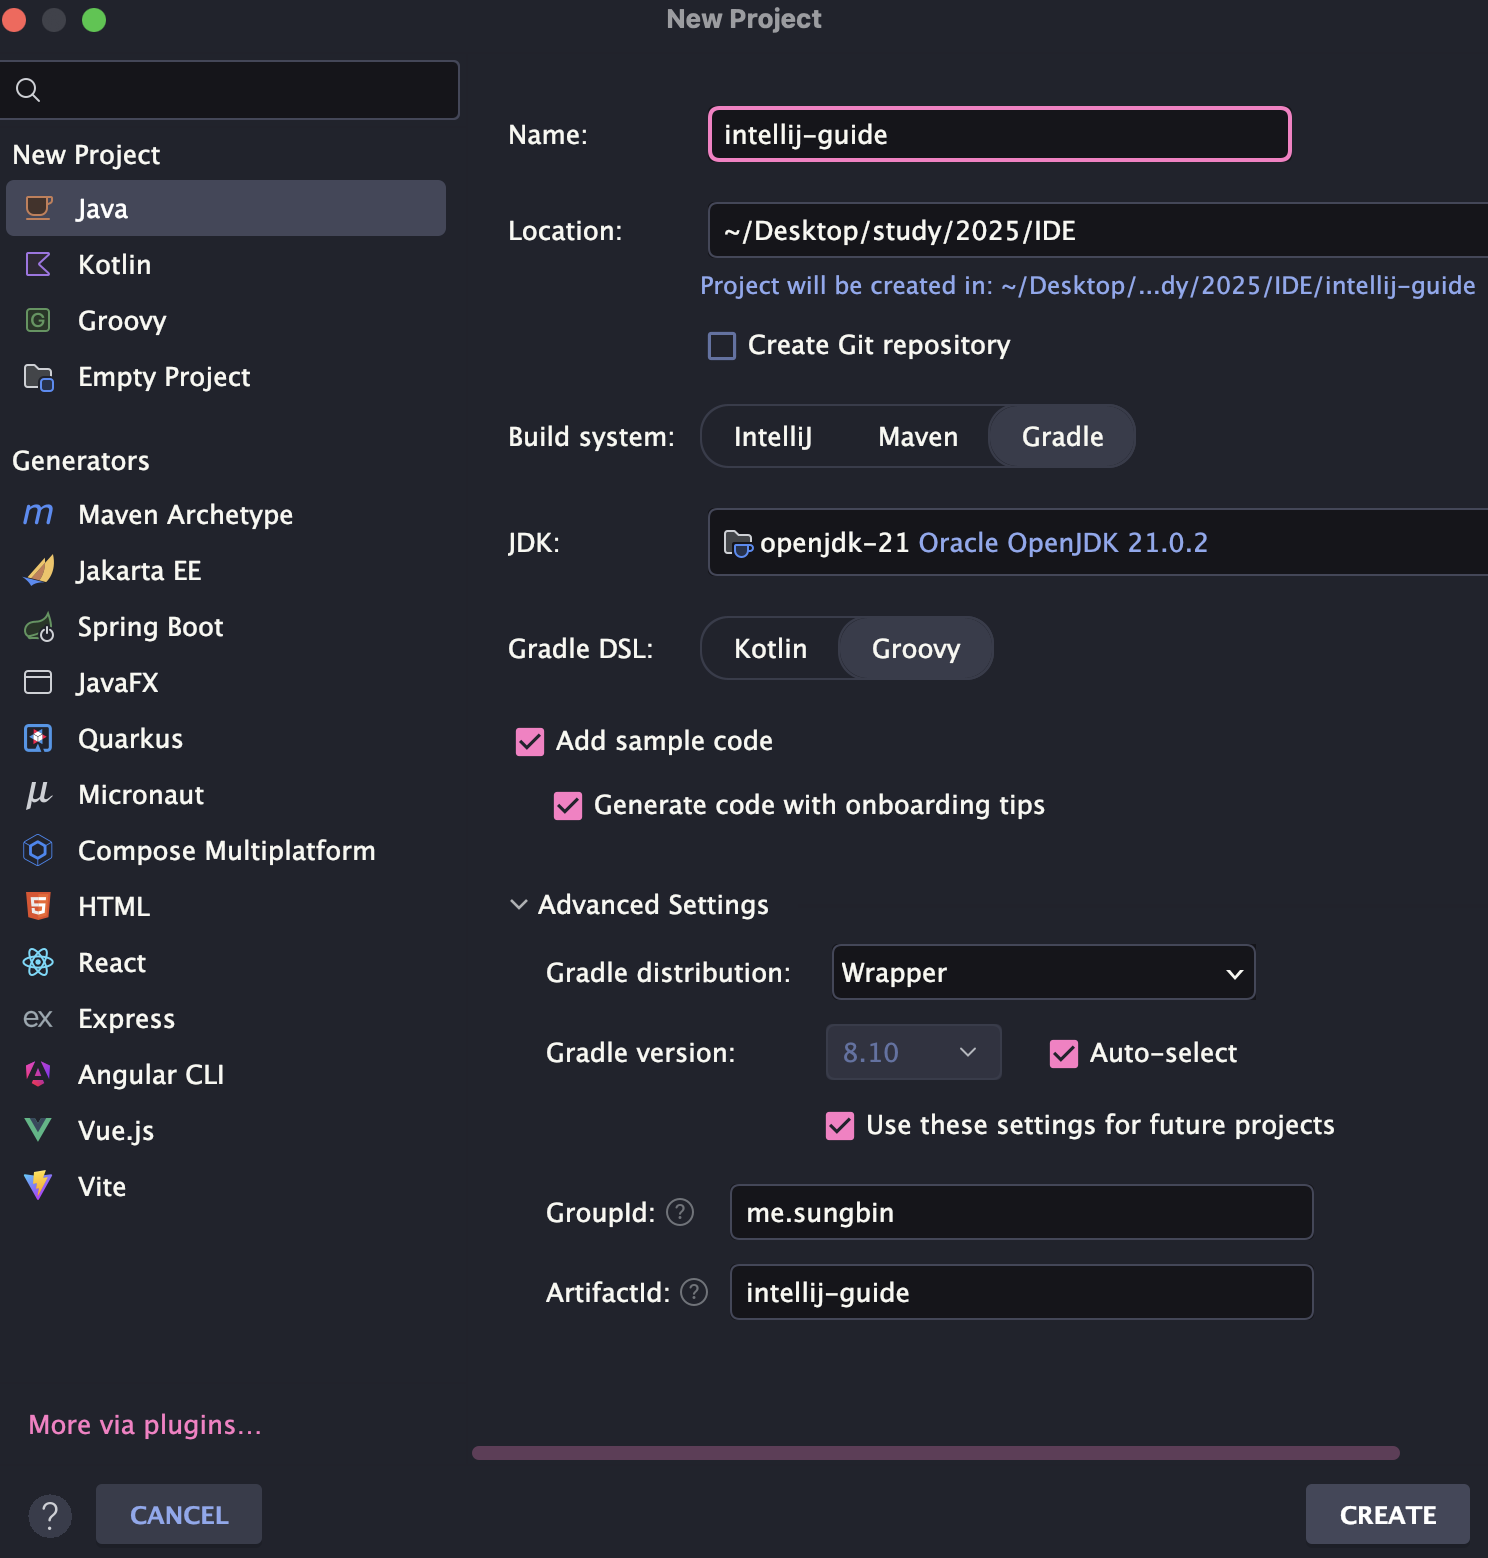 New Project
New Project
Java
Kotlin
Groovy
Empty Project
Generators
Maven Archetype
Jakarta EE
Spring Boot
JavaFX
Quarkus
Micronaut
Compose Multiplatform
HTML
React
Express
Angular CLI
Vue.js
Vite
More via plugins...
Name: intellij-guide
Location: ~/Desktop/study/2025/IDE
Project will be created in: ~/Desktop/...dy/2025/IDE/intellij-guide
Create Git repository
Build system: IntelliJ Maven Gradle
JDK: openjdk-21 Oracle OpenJDK 21.0.2
Gradle DSL: Kotlin Groovy
Add sample code
Generate code with onboarding tips
Advanced Settings
Gradle distribution: Wrapper
Gradle version: 8.10 Auto-select
Use these settings for future projects
GroupId: ? me.sungbin
ArtifactId: ? intellij-guide
? CANCEL CREATE